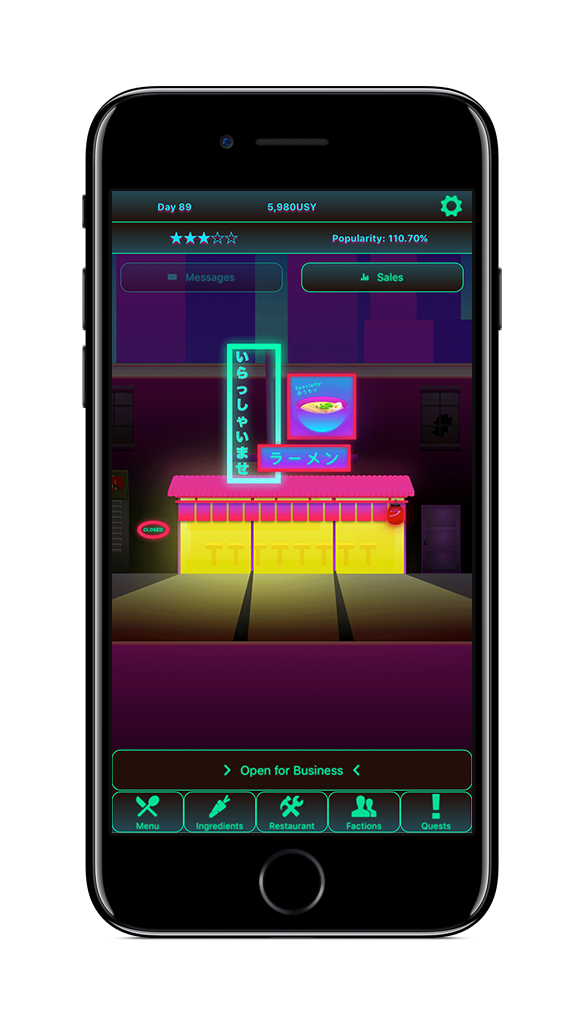 Day 89
5,980USY
Popularity: 110.70%
Messages
Sales
いらっしゃいませ
Specialty!
おうもり
ラーメン
CLOSED
Open for Business
Menu
Ingredients
Restaurant
Factions
Quests